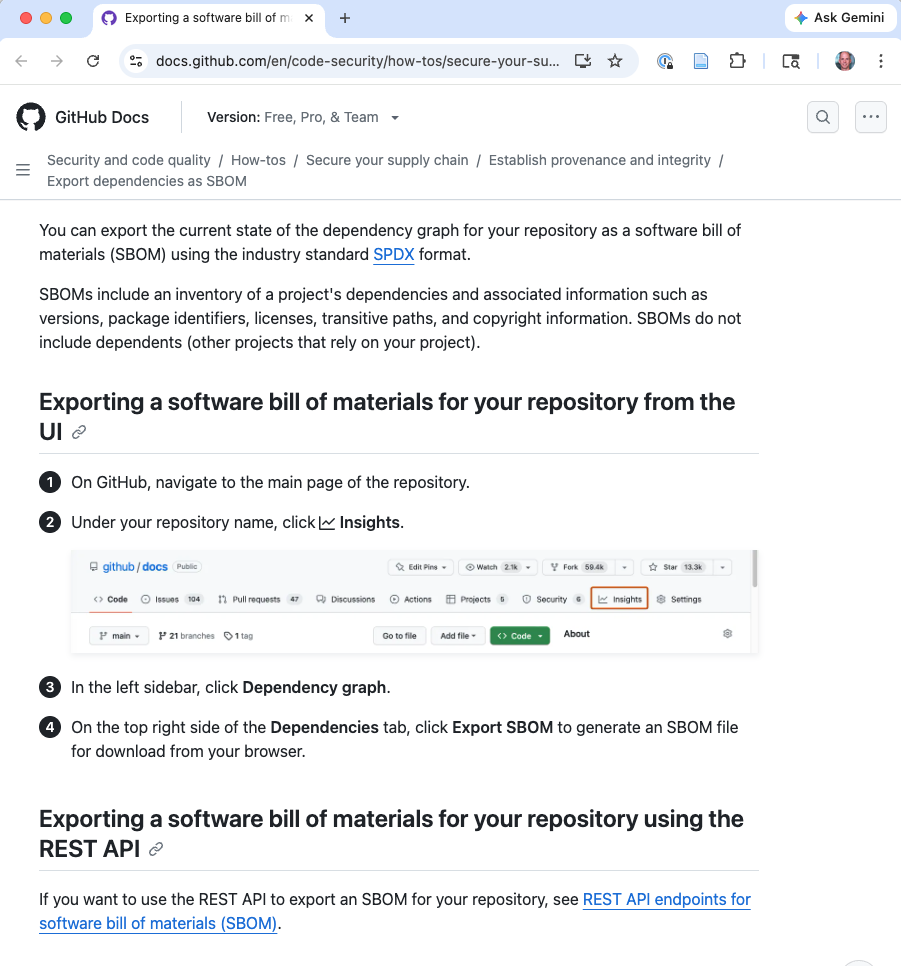 Exporting a software bill of m
Ask Gemini
docs.github.com/en/code-security/how-tos/secure-your-su...
GitHub Docs
Version: Free, Pro, & Team
Security and code quality / How-tos / Secure your supply chain / Establish provenance and integrity /
Export dependencies as SBOM
You can export the current state of the dependency graph for your repository as a software bill of
materials (SBOM) using the industry standard SPDX format.
SBOMs include an inventory of a project's dependencies and associated information such as
versions, package identifiers, licenses, transitive paths, and copyright information. SBOMs do not
include dependents (other projects that rely on your project).
Exporting a software bill of materials for your repository from the
UI
1 On GitHub, navigate to the main page of the repository.
2 Under your repository name, click Insights.
github / docs Public Edit Pins Watch 2.1k Fork 59.4k Star 13.3k
Code Issues 104 Pull requests 47 Discussions Actions Projects 5 Security 6 Insights Settings
main 21 branches 1 tag Go to file Add file Code About
3 In the left sidebar, click Dependency graph.
4 On the top right side of the Dependencies tab, click Export SBOM to generate an SBOM file
for download from your browser.
Exporting a software bill of materials for your repository using the
REST API
If you want to use the REST API to export an SBOM for your repository, see REST API endpoints for
software bill of materials (SBOM).